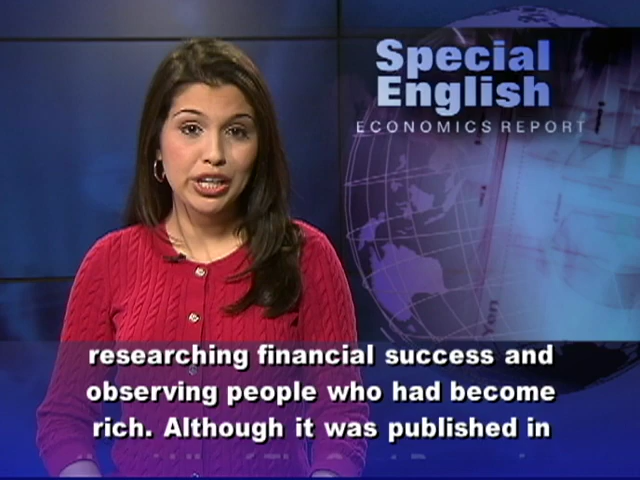 Special
English
ECONOMICS REPORT
Yen
researching financial success and
observing people who had become
rich. Although it was published in